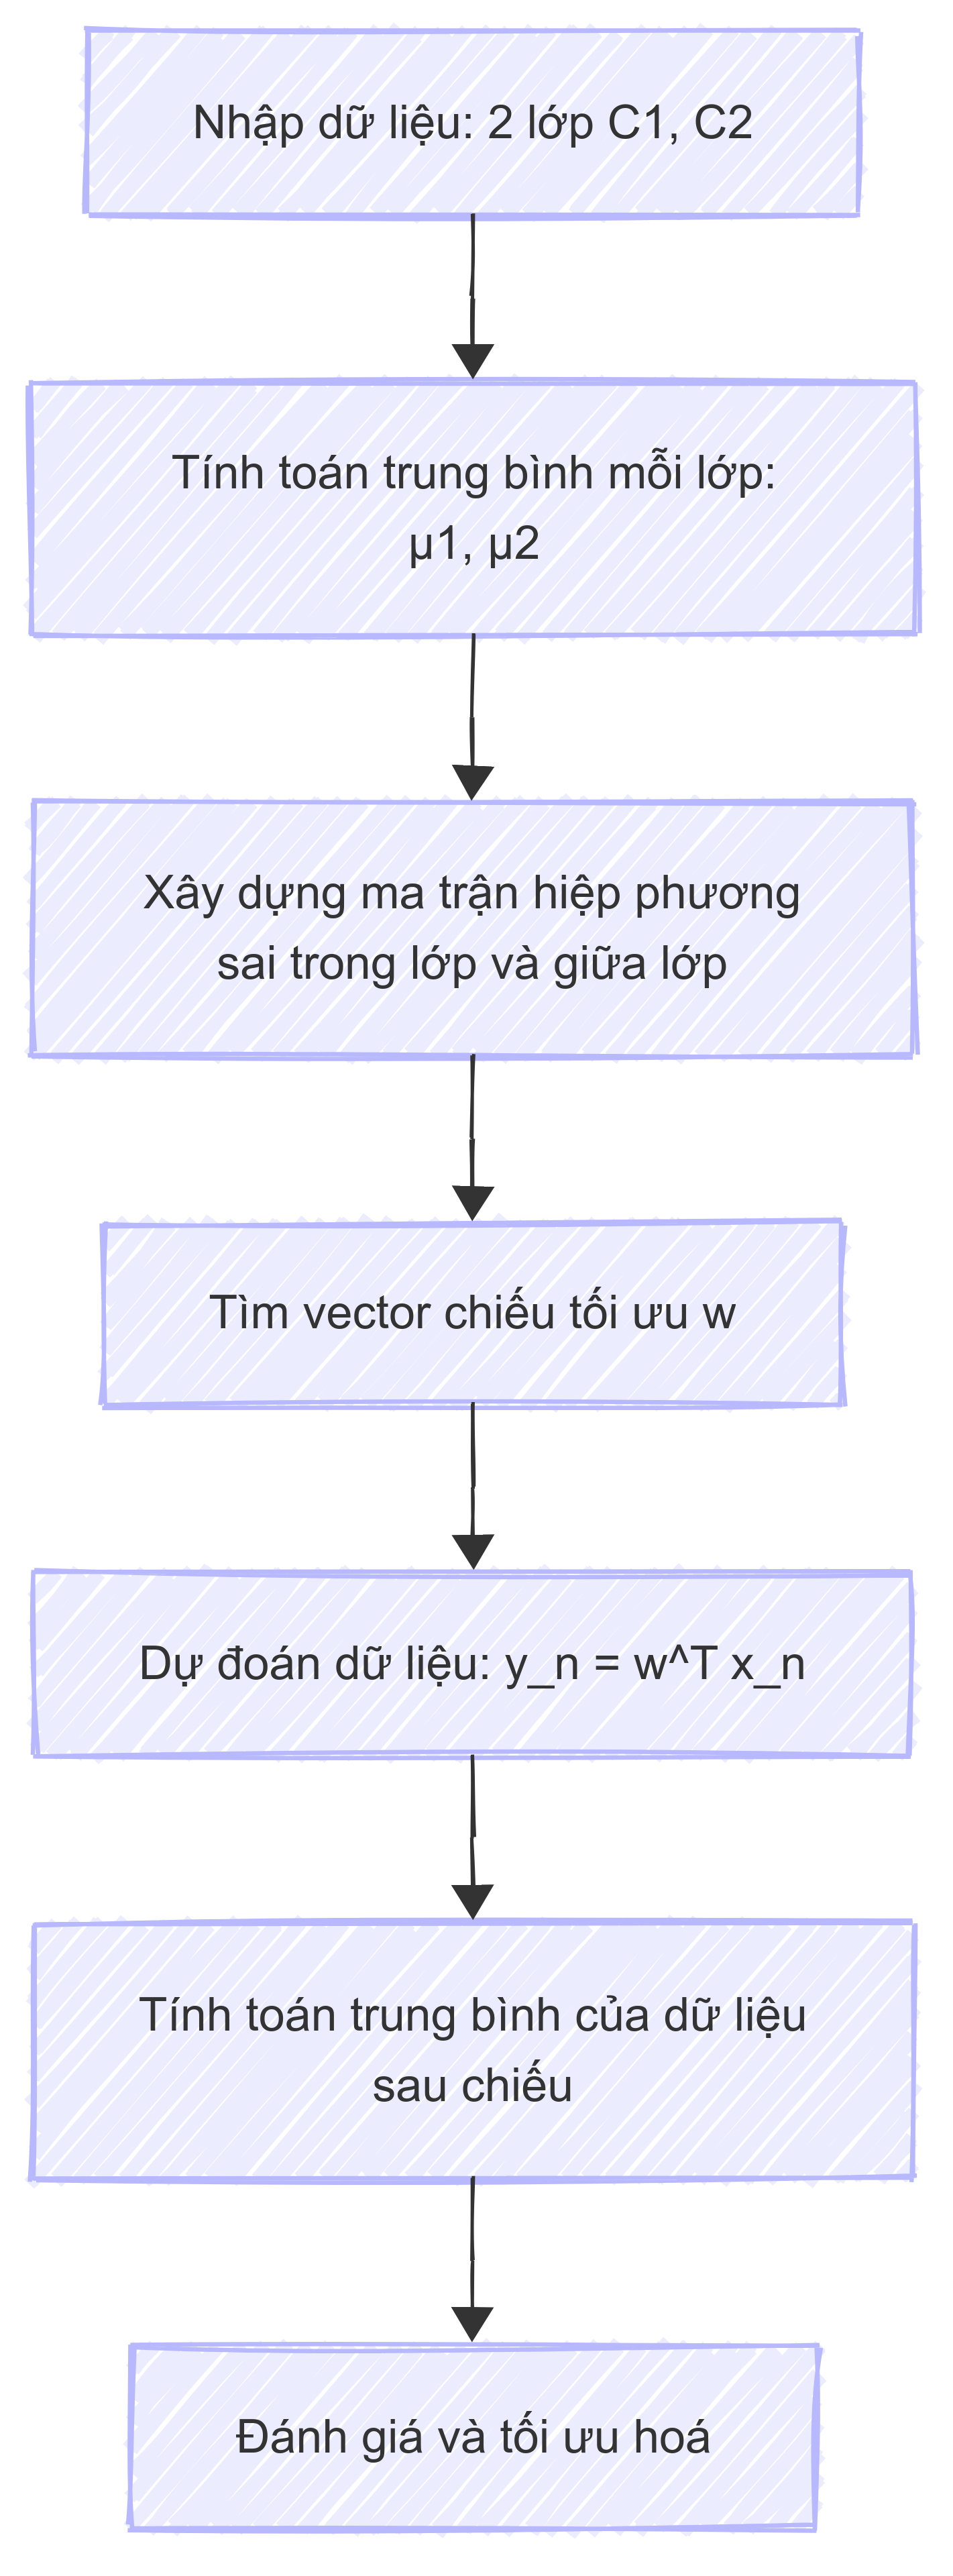 Nhập dữ liệu: 2 lớp C1, C2
Tính toán trung bình mỗi lớp:
µ1, µ2
Xây dựng ma trận hiệp phương
sai trong lớp và giữa lớp
Tìm vector chiếu tối ưu w
Dự đoán dữ liệu: y_n = w^T x_n
Tính toán trung bình của dữ liệu
sau chiếu
Đánh giá và tối ưu hoá